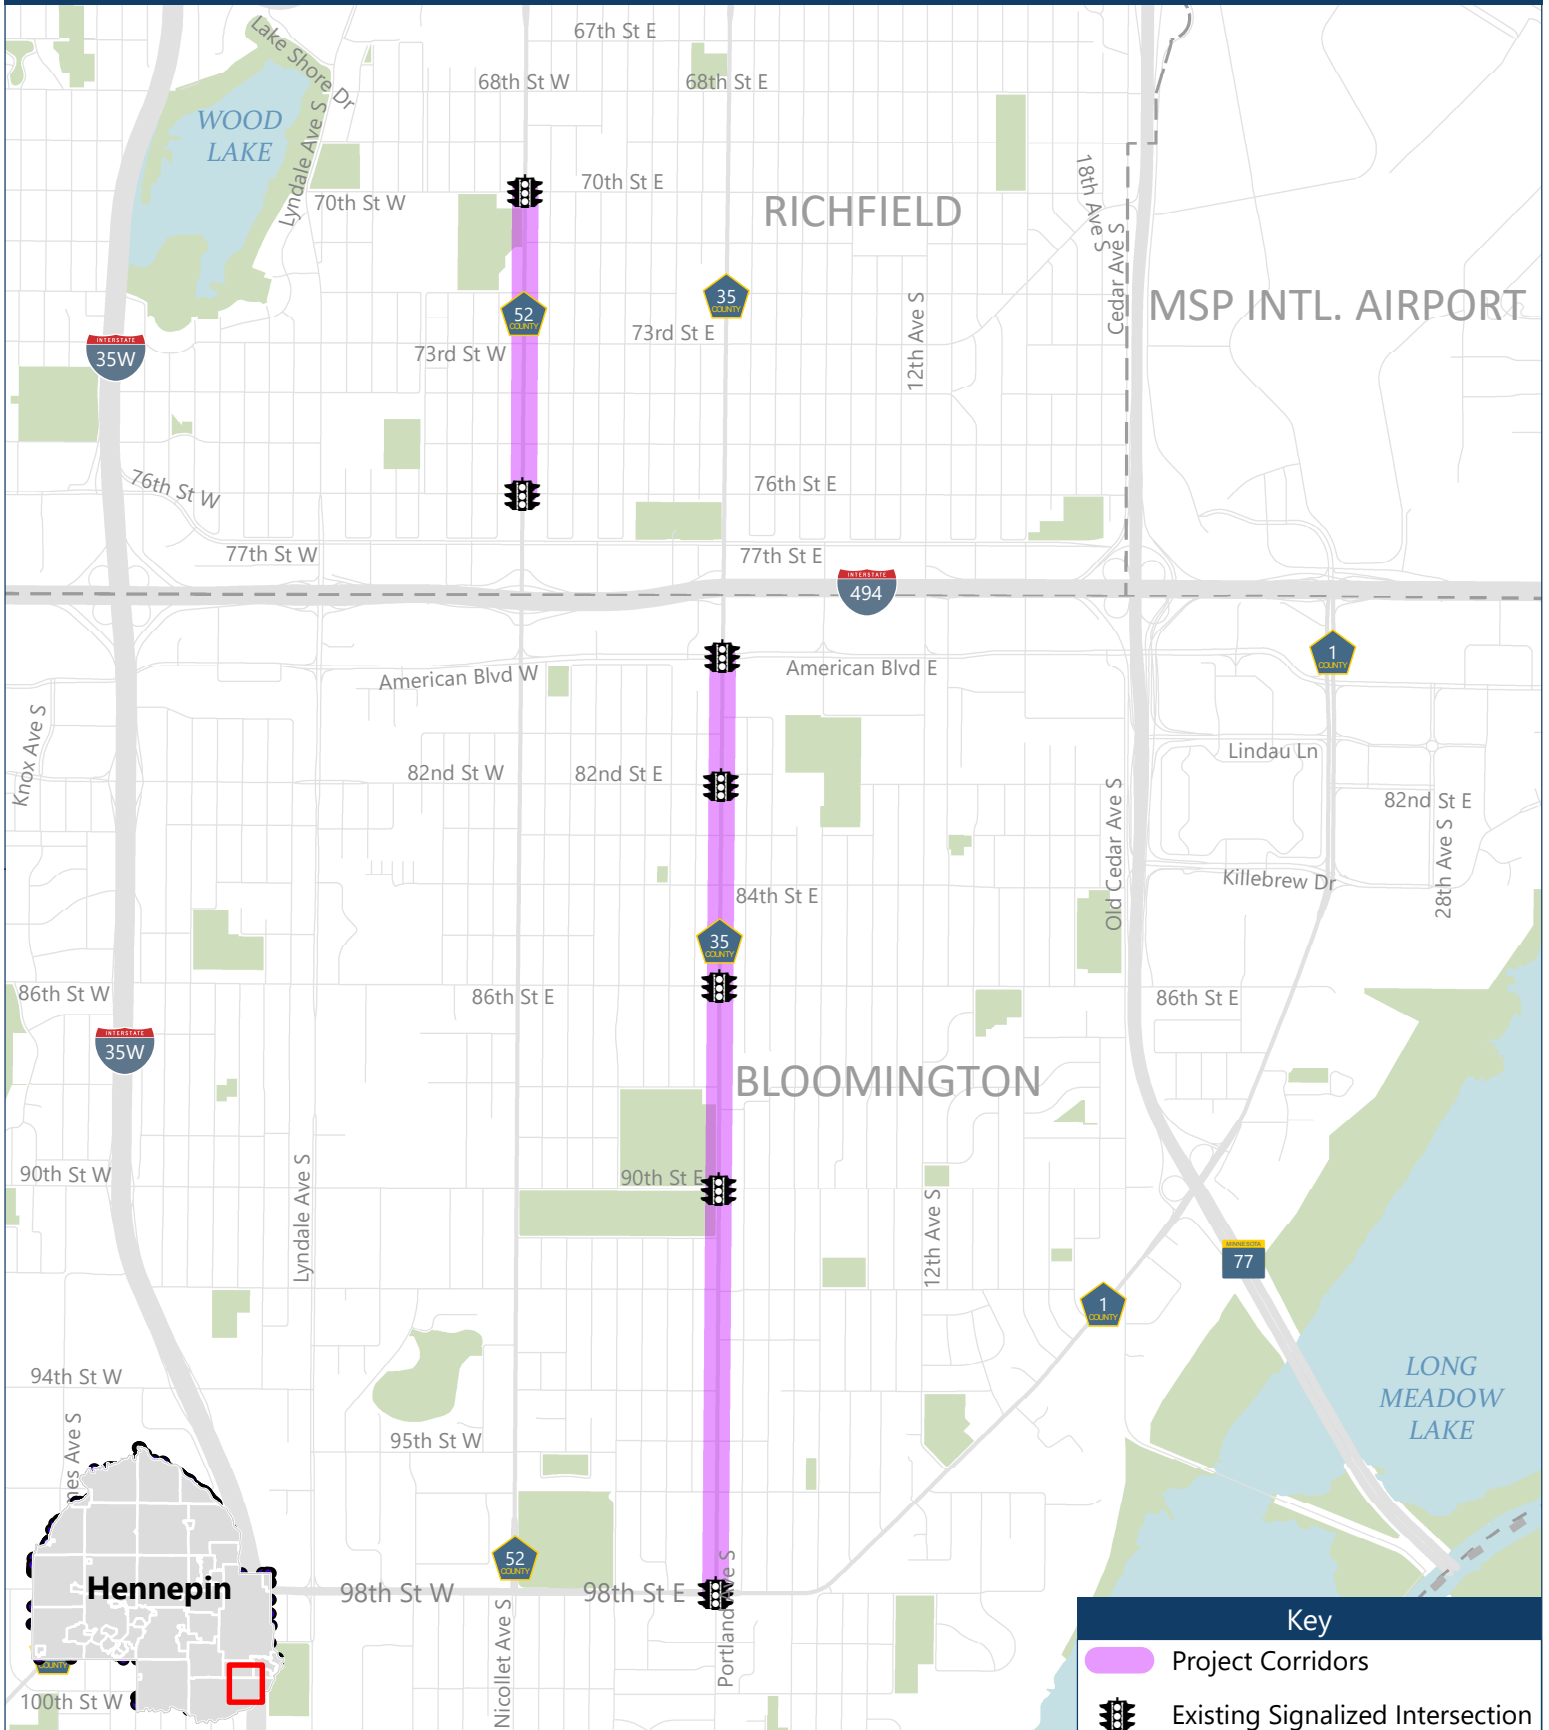 67th St E
Lake Shore Dr
68th St W
68th St E
WOOD
LAKE
Lyndale Ave S
70th St W
70th St E
RICHFIELD
18th Ave S
Cedar Ave S
MSP INTL. AIRPORT
52
COUNTY
35
COUNTY
73rd St E
73rd St W
12th Ave S
INTERSTATE
35W
76th St W
76th St E
77th St W
77th St E
INTERSTATE
494
American Blvd W
American Blvd E
1
COUNTY
Knox Ave S
82nd St W
82nd St E
Lindau Ln
82nd St E
Old Cedar Ave S
28th Ave S
Killebrew Dr
84th St E
35
COUNTY
86th St W
86th St E
86th St E
INTERSTATE
35W
BLOOMINGTON
90th St W
90th St E
Lyndale Ave S
12th Ave S
MINNESOTA
77
1
COUNTY
94th St W
LONG
MEADOW
LAKE
95th St W
mes Ave S
52
COUNTY
Hennepin
98th St W
98th St E
Portland Ave S
Nicollet Ave S
COUNTY
100th St W
Key
Project Corridors
Existing Signalized Intersection